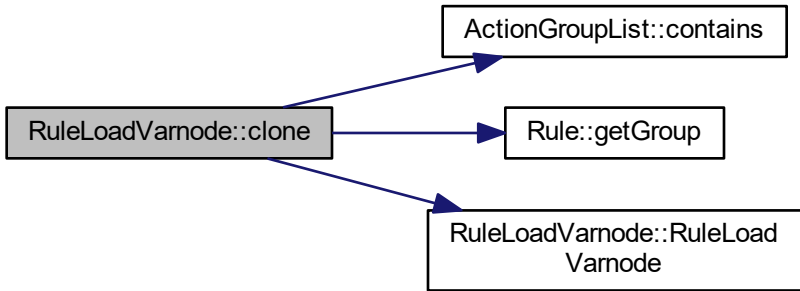 ActionGroupList::contains
RuleLoadVarnode::clone
Rule::getGroup
RuleLoadVarnode::RuleLoad
Varnode